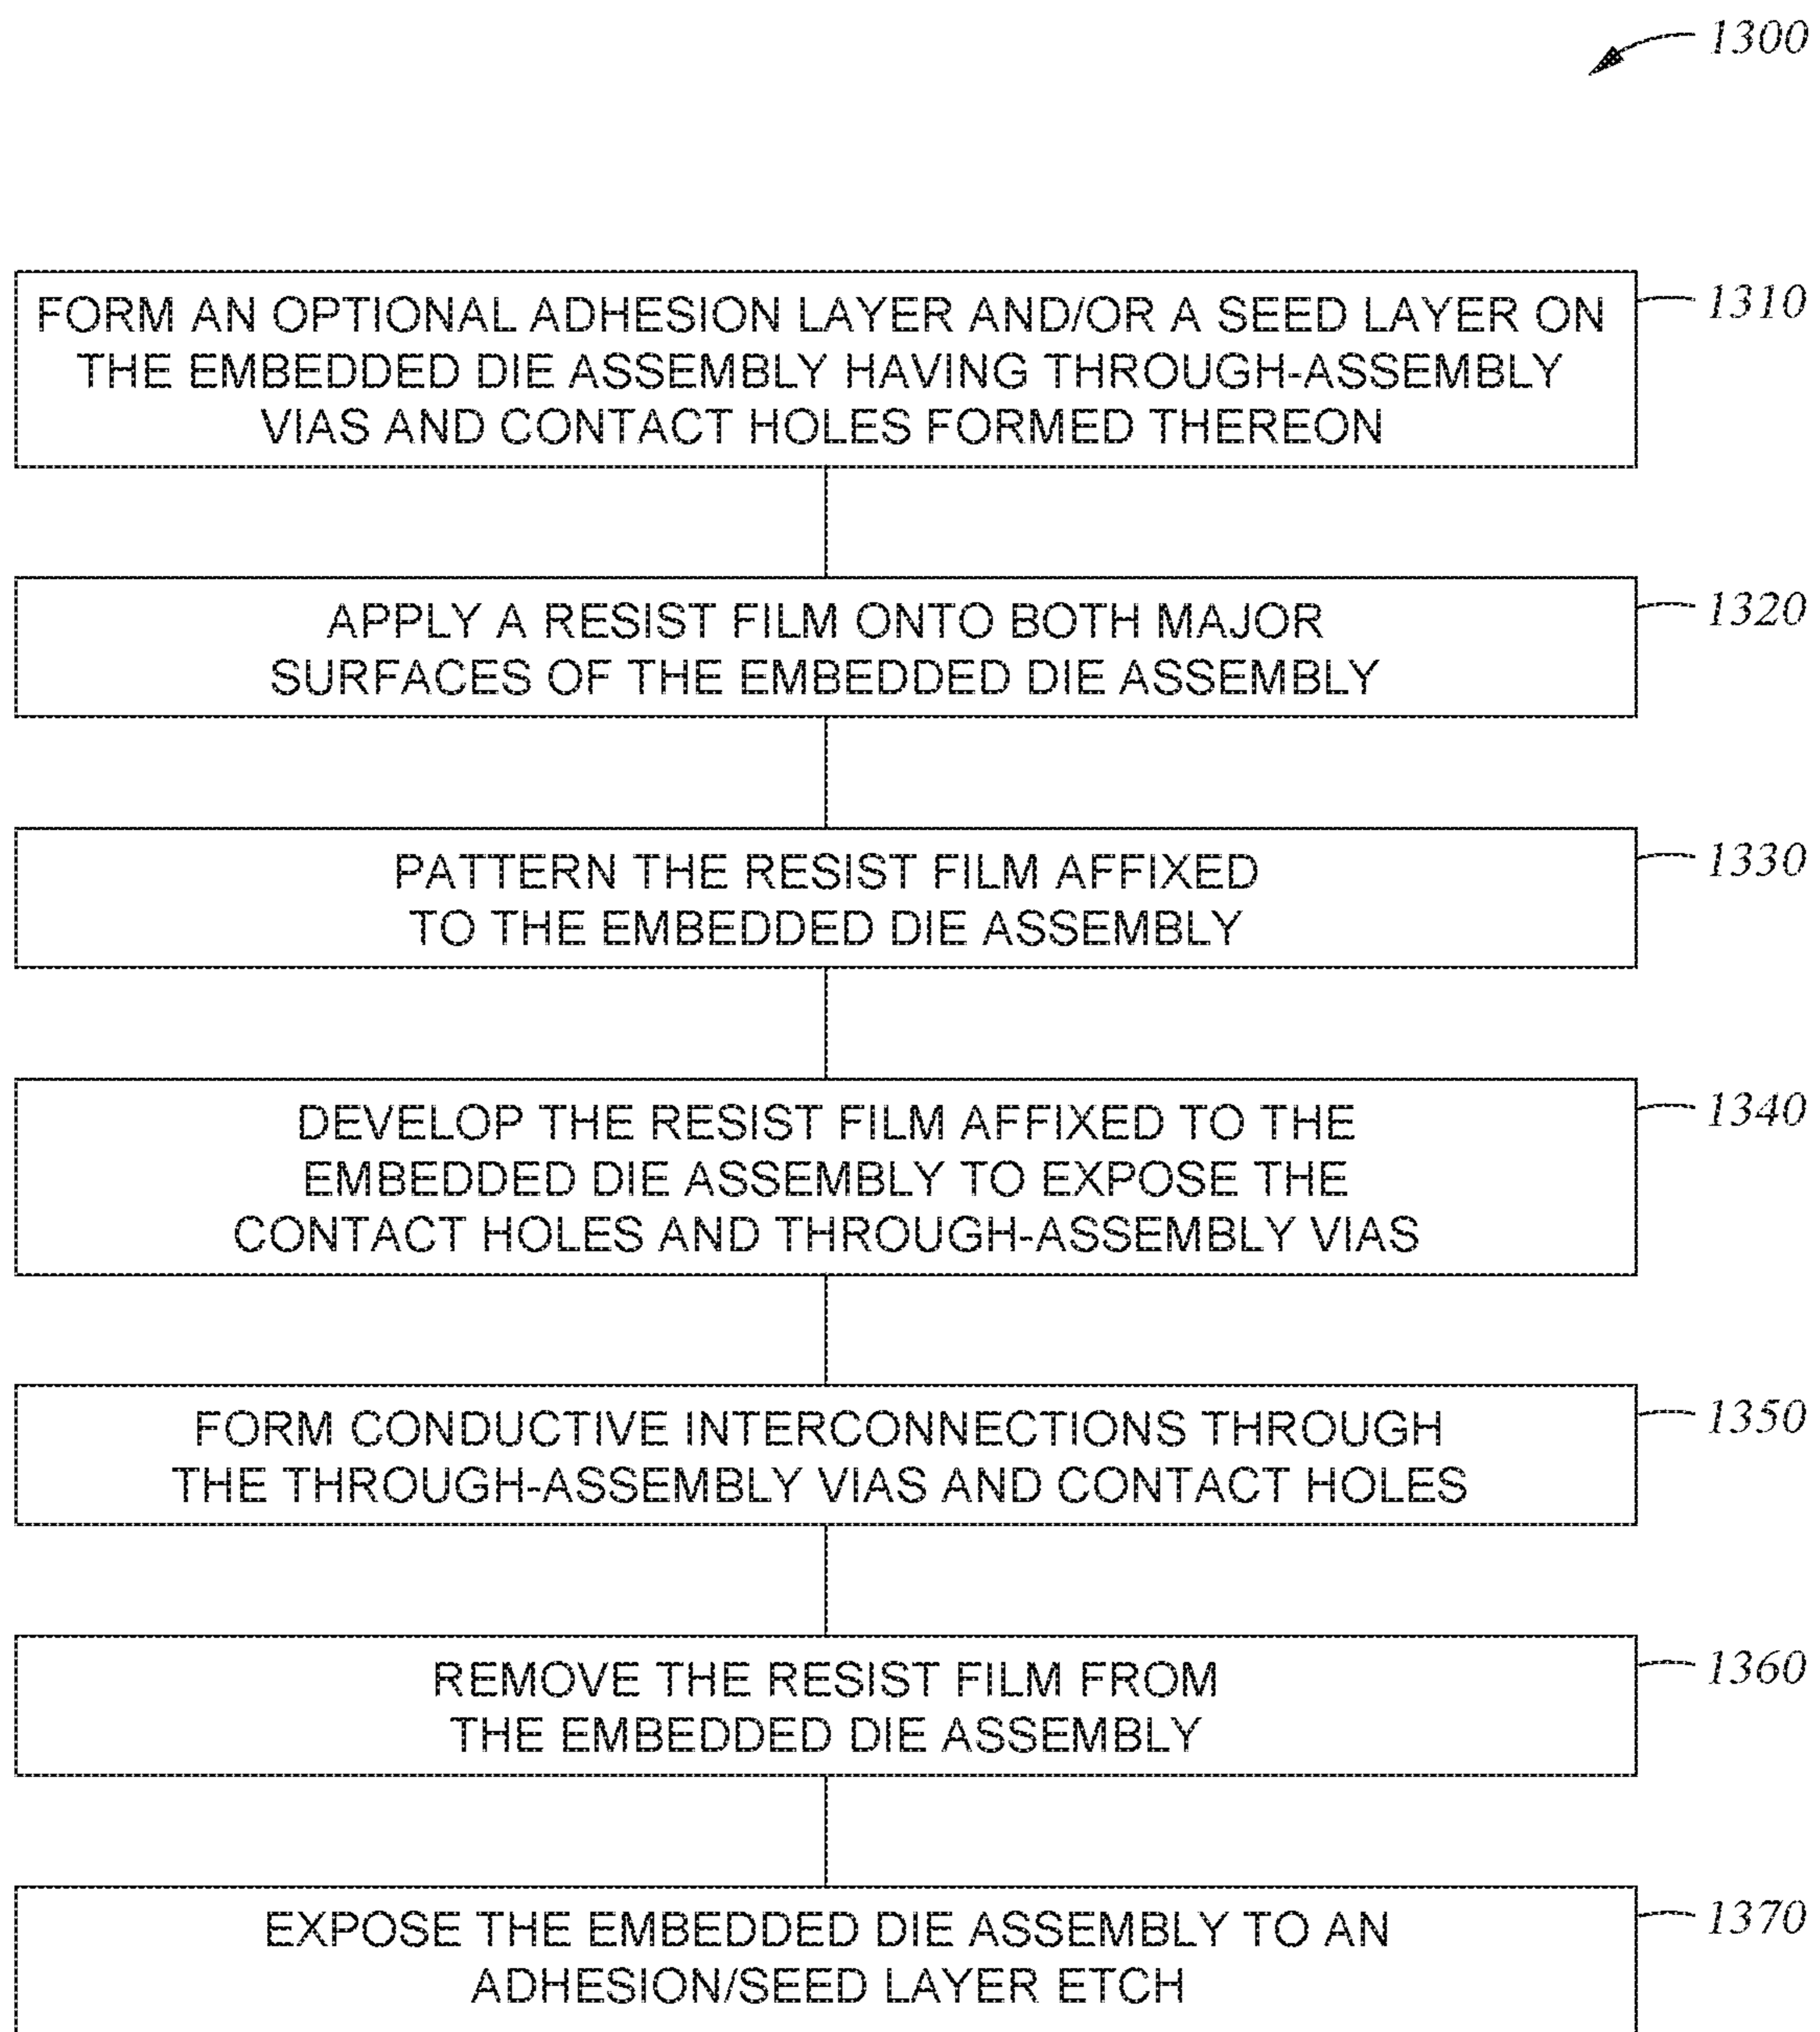 1300
FORM AN OPTIONAL ADHESION LAYER AND/OR A SEED LAYER ON
THE EMBEDDED DIE ASSEMBLY HAVING THROUGH-ASSEMBLY
VIAS AND CONTACT HOLES FORMED THEREON
1310
APPLY A RESIST FILM ONTO BOTH MAJOR
SURFACES OF THE EMBEDDED DIE ASSEMBLY
1320
PATTERN THE RESIST FILM AFFIXED
TO THE EMBEDDED DIE ASSEMBLY
1330
DEVELOP THE RESIST FILM AFFIXED TO THE
EMBEDDED DIE ASSEMBLY TO EXPOSE THE
CONTACT HOLES AND THROUGH-ASSEMBLY VIAS
1340
FORM CONDUCTIVE INTERCONNECTIONS THROUGH
THE THROUGH-ASSEMBLY VIAS AND CONTACT HOLES
1350
REMOVE THE RESIST FILM FROM
THE EMBEDDED DIE ASSEMBLY
1360
EXPOSE THE EMBEDDED DIE ASSEMBLY TO AN
ADHESION/SEED LAYER ETCH
1370